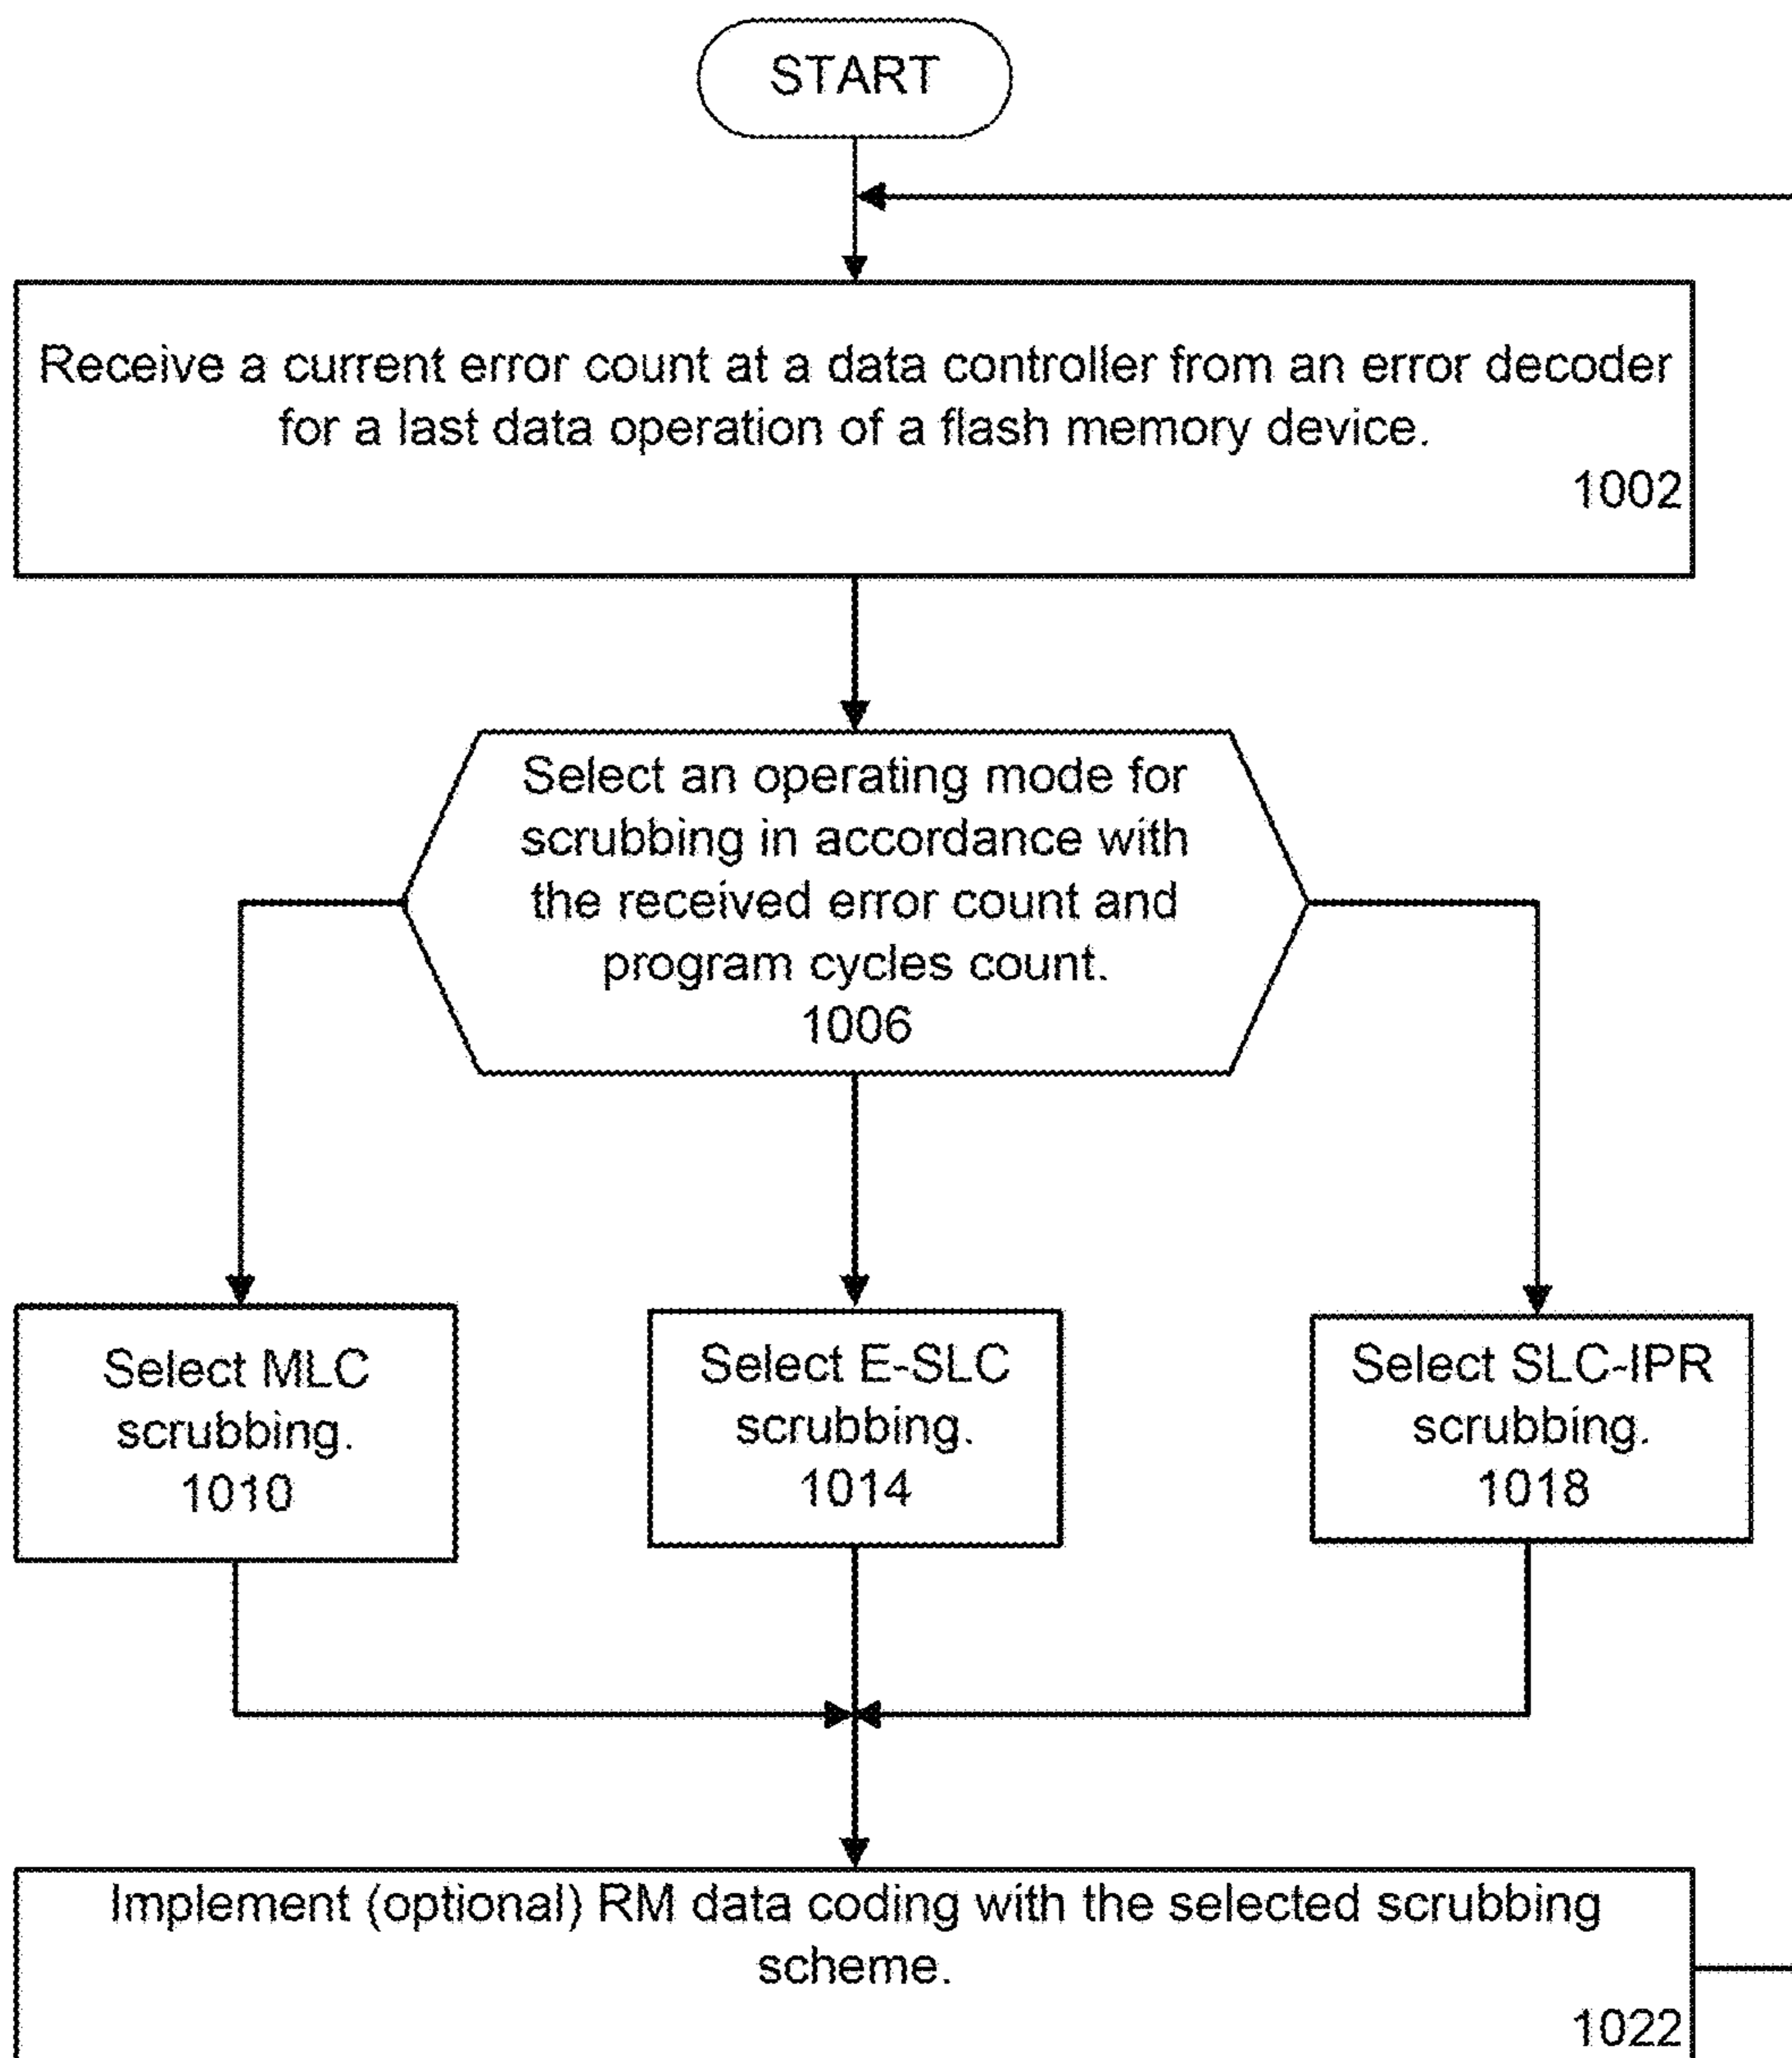 START
Receive a current error count at a data controller from an error decoder
for a last data operation of a flash memory device.
1002
Select an operating mode for
scrubbing in accordance with
the received error count and
program cycles count.
1006
Select MLC
scrubbing.
1010
Select E-SLC
scrubbing.
1014
Select SLC-IPR
scrubbing.
1018
Implement (optional) RM data coding with the selected scrubbing
scheme.
1022